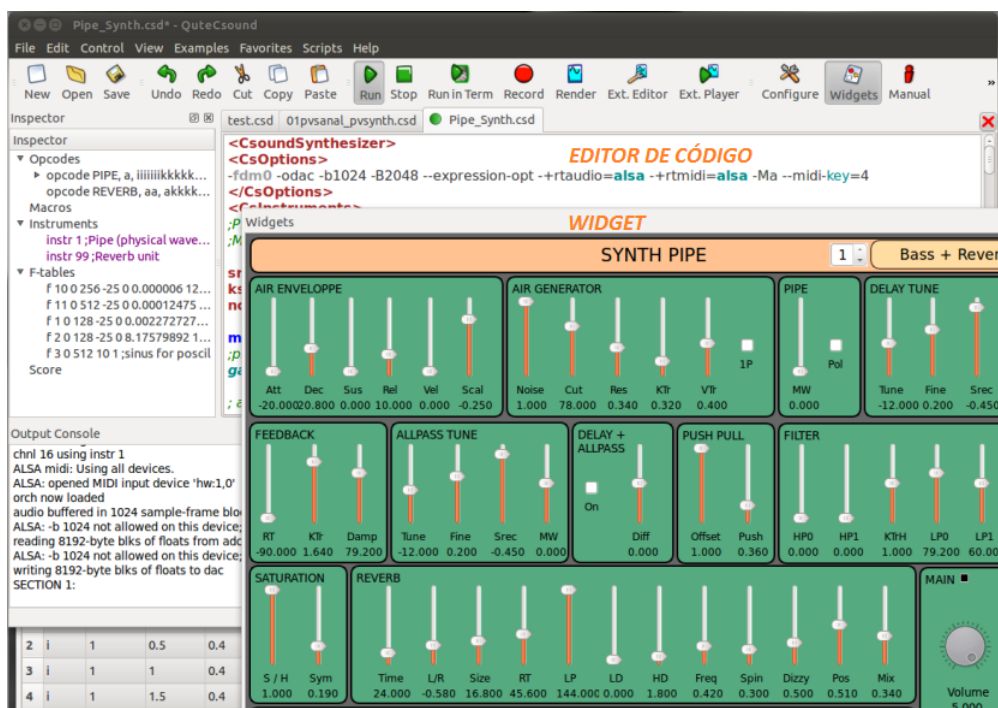 Pipe_Synth.csd* - QuteCsound
File Edit Control View Examples Favorites Scripts Help
New Open Save Undo Redo Cut Copy Paste Run Stop Run in Term Record Render Ext. Editor Ext. Player Configure Widgets Manual »
Inspector
test.csd 01pvsanal_pvsynth.csd Pipe_Synth.csd
Inspector
Opcodes
opcode PIPE, a, iiiiiiikkkkk...
opcode REVERB, aa, akkkk...
Macros
Instruments
instr 1 ;Pipe (physical wave...
instr 99 ;Reverb unit
F-tables
f 10 0 256 -25 0 0.000006 12...
f 11 0 512 -25 0 0.00012475 ...
f 1 0 128 -25 0 0.002272727...
f 2 0 128 -25 0 8.17579892 1...
f 3 0 512 10 1 ;sinus for poscil
Score
<CsoundSynthesizer>
<CsOptions>
EDITOR DE CÓDIGO
-fdm0 -odac -b1024 -B2048 --expression-opt -+rtaudio=alsa -+rtmidi=alsa -Ma --midi-key=4
</CsOptions>
<CsInstruments>
;P
;M
sr
ks
m
;p
ga
Widgets
WIDGET
SYNTH PIPE 1 Bass + Rever
AIR ENVELOPPE
Att Dec Sus Rel Vel Scal
-20.000 20.800 0.000 10.000 0.000 -0.250
AIR GENERATOR
1P
Noise Cut Res KTr VTr
1.000 78.000 0.340 0.320 0.400
PIPE
Pol
MW
0.000
DELAY TUNE
Tune Fine Srec
-12.000 0.200 -0.450
Output Console
chnl 16 using instr 1
ALSA midi: Using all devices.
ALSA: opened MIDI input device 'hw:1,0'
orch now loaded
audio buffered in 1024 sample-frame blo
ALSA: -b 1024 not allowed on this device;
reading 8192-byte blks of floats from adc
ALSA: -b 1024 not allowed on this device;
writing 8192-byte blks of floats to dac
SECTION 1:
FEEDBACK
RT KTr Damp
-90.000 1.640 79.200
ALLPASS TUNE
Tune Fine Srec MW
-12.000 0.200 -0.450 0.000
DELAY +
ALLPASS
On
Diff
0.000
PUSH PULL
Offset Push
1.000 0.360
FILTER
HP0 HP1 KTrH LP0 LP1
0.000 0.000 1.000 79.200 60.00
SATURATION
S / H Sym
1.000 0.190
REVERB
Time L/R Size RT LP LD HD Freq Spin Dizzy Pos Mix
24.000 -0.580 16.800 45.600 144.000 0.000 1.800 0.420 0.300 0.500 0.510 0.340
MAIN
Volume
5.000
2 i 1 0.5 0.4
3 i 1 1 0.4
4 i 1 1.5 0.4